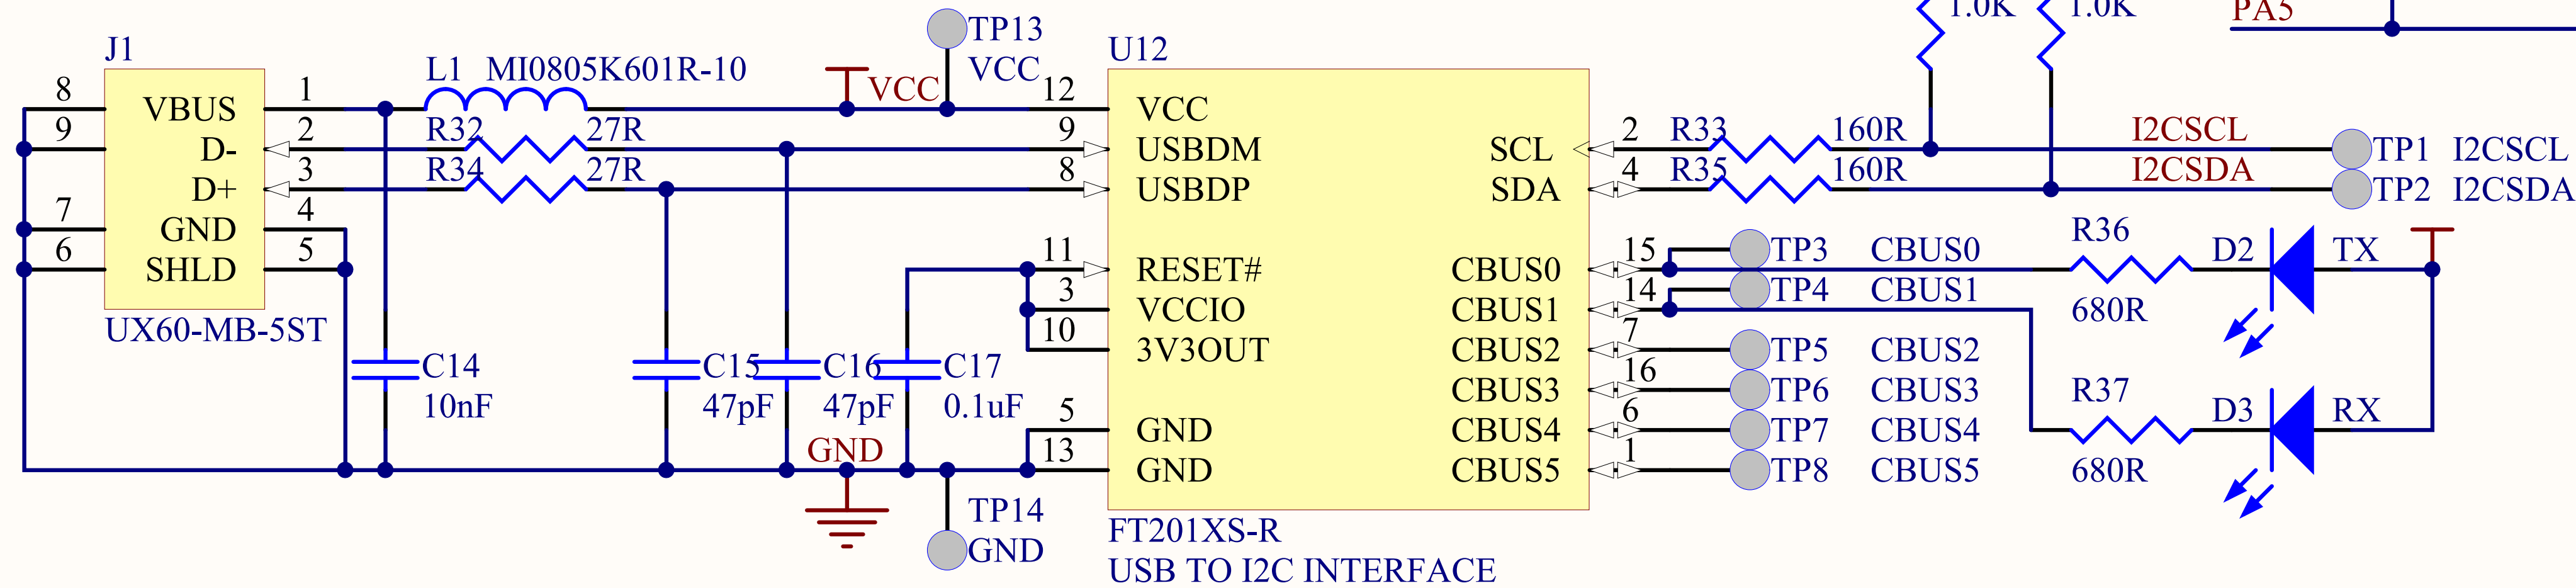 1.0K
1.0K
PA5
J1
TP13
VCC
U12
L1 MI0805K601R-10
VCC
8 VBUS 1
9 D- 2
D+ 3
7 GND 4
6 SHLD 5
UX60-MB-5ST
R32 27R
R34 27R
12 VCC
9 USBDM
8 USBDP
11 RESET#
3 VCCIO
10 3V3OUT
5 GND
13 GND
SCL 2
SDA 4
CBUS0 15
CBUS1 14
CBUS2 7
CBUS3 16
CBUS4 6
CBUS5 1
R33 160R I2CSCL
R35 160R I2CSDA
TP1 I2CSCL
TP2 I2CSDA
TP3 CBUS0
TP4 CBUS1
TP5 CBUS2
TP6 CBUS3
TP7 CBUS4
TP8 CBUS5
R36
680R
D2 TX
R37
680R
D3 RX
C14
10nF
C15
47pF
C16
47pF
C17
0.1uF
GND
TP14
GND
FT201XS-R
USB TO I2C INTERFACE